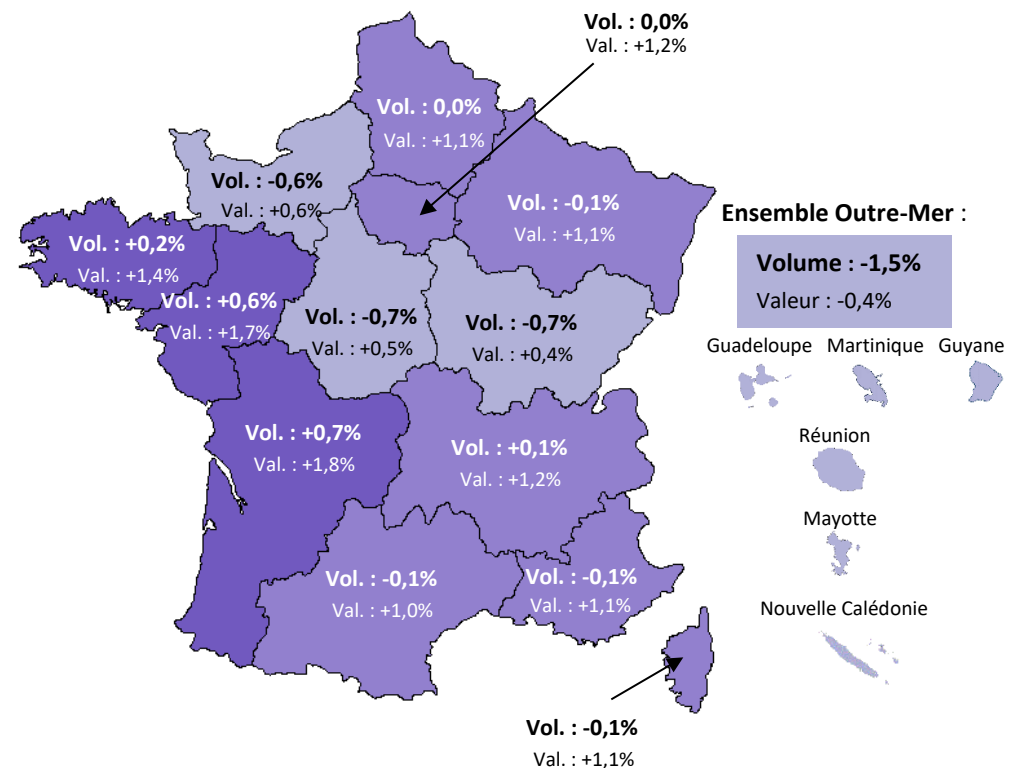 Vol. : 0,0%
Val. : +1,2%
Vol. : 0,0%
Val. : +1,1%
Vol. : -0,6%
Val. : +0,6%
Vol. : -0,1%
Val. : +1,1%
Vol. : +0,2%
Val. : +1,4%
Vol. : +0,6%
Val. : +1,7%
Vol. : -0,7%
Val. : +0,5%
Vol. : -0,7%
Val. : +0,4%
Vol. : +0,7%
Val. : +1,8%
Vol. : +0,1%
Val. : +1,2%
Vol. : -0,1%
Val. : +1,0%
Vol. : -0,1%
Val. : +1,1%
Vol. : -0,1%
Val. : +1,1%
Ensemble Outre-Mer :
Volume : -1,5%
Valeur : -0,4%
Guadeloupe Martinique Guyane
Réunion
Mayotte
Nouvelle Calédonie